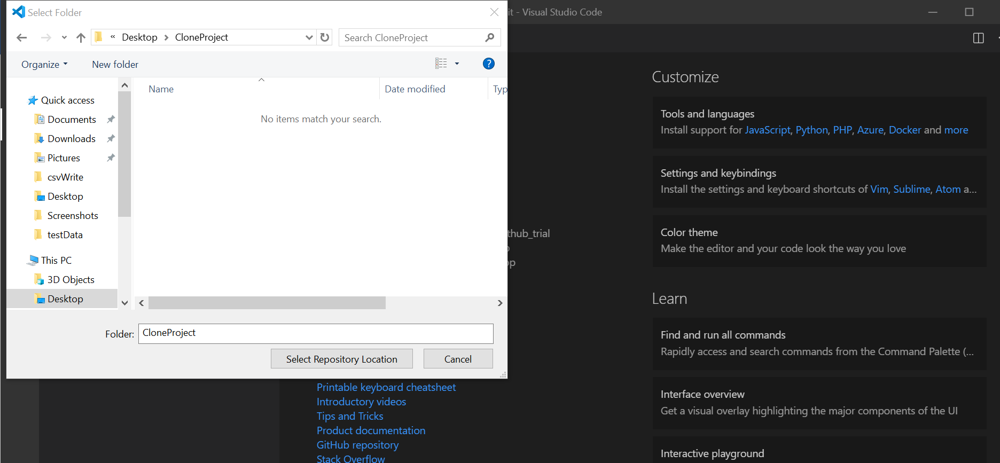 Select Folder
it - Visual Studio Code
« Desktop > CloneProject
Search CloneProject
Organize
New folder
?
Name
Date modified
Typ
No items match your search.
Quick access
Documents
Downloads
Pictures
csvWrite
Desktop
Screenshots
testData
This PC
3D Objects
Desktop
Folder:
CloneProject
Select Repository Location
Cancel
thub_trial
op
Printable keyboard cheatsheet
Introductory videos
Tips and Tricks
Product documentation
GitHub repository
Stack Overflow
Customize
Tools and languages
Install support for JavaScript, Python, PHP, Azure, Docker and more
Settings and keybindings
Install the settings and keyboard shortcuts of Vim, Sublime, Atom a...
Color theme
Make the editor and your code look the way you love
Learn
Find and run all commands
Rapidly access and search commands from the Command Palette (...
Interface overview
Get a visual overlay highlighting the major components of the UI
Interactive playground